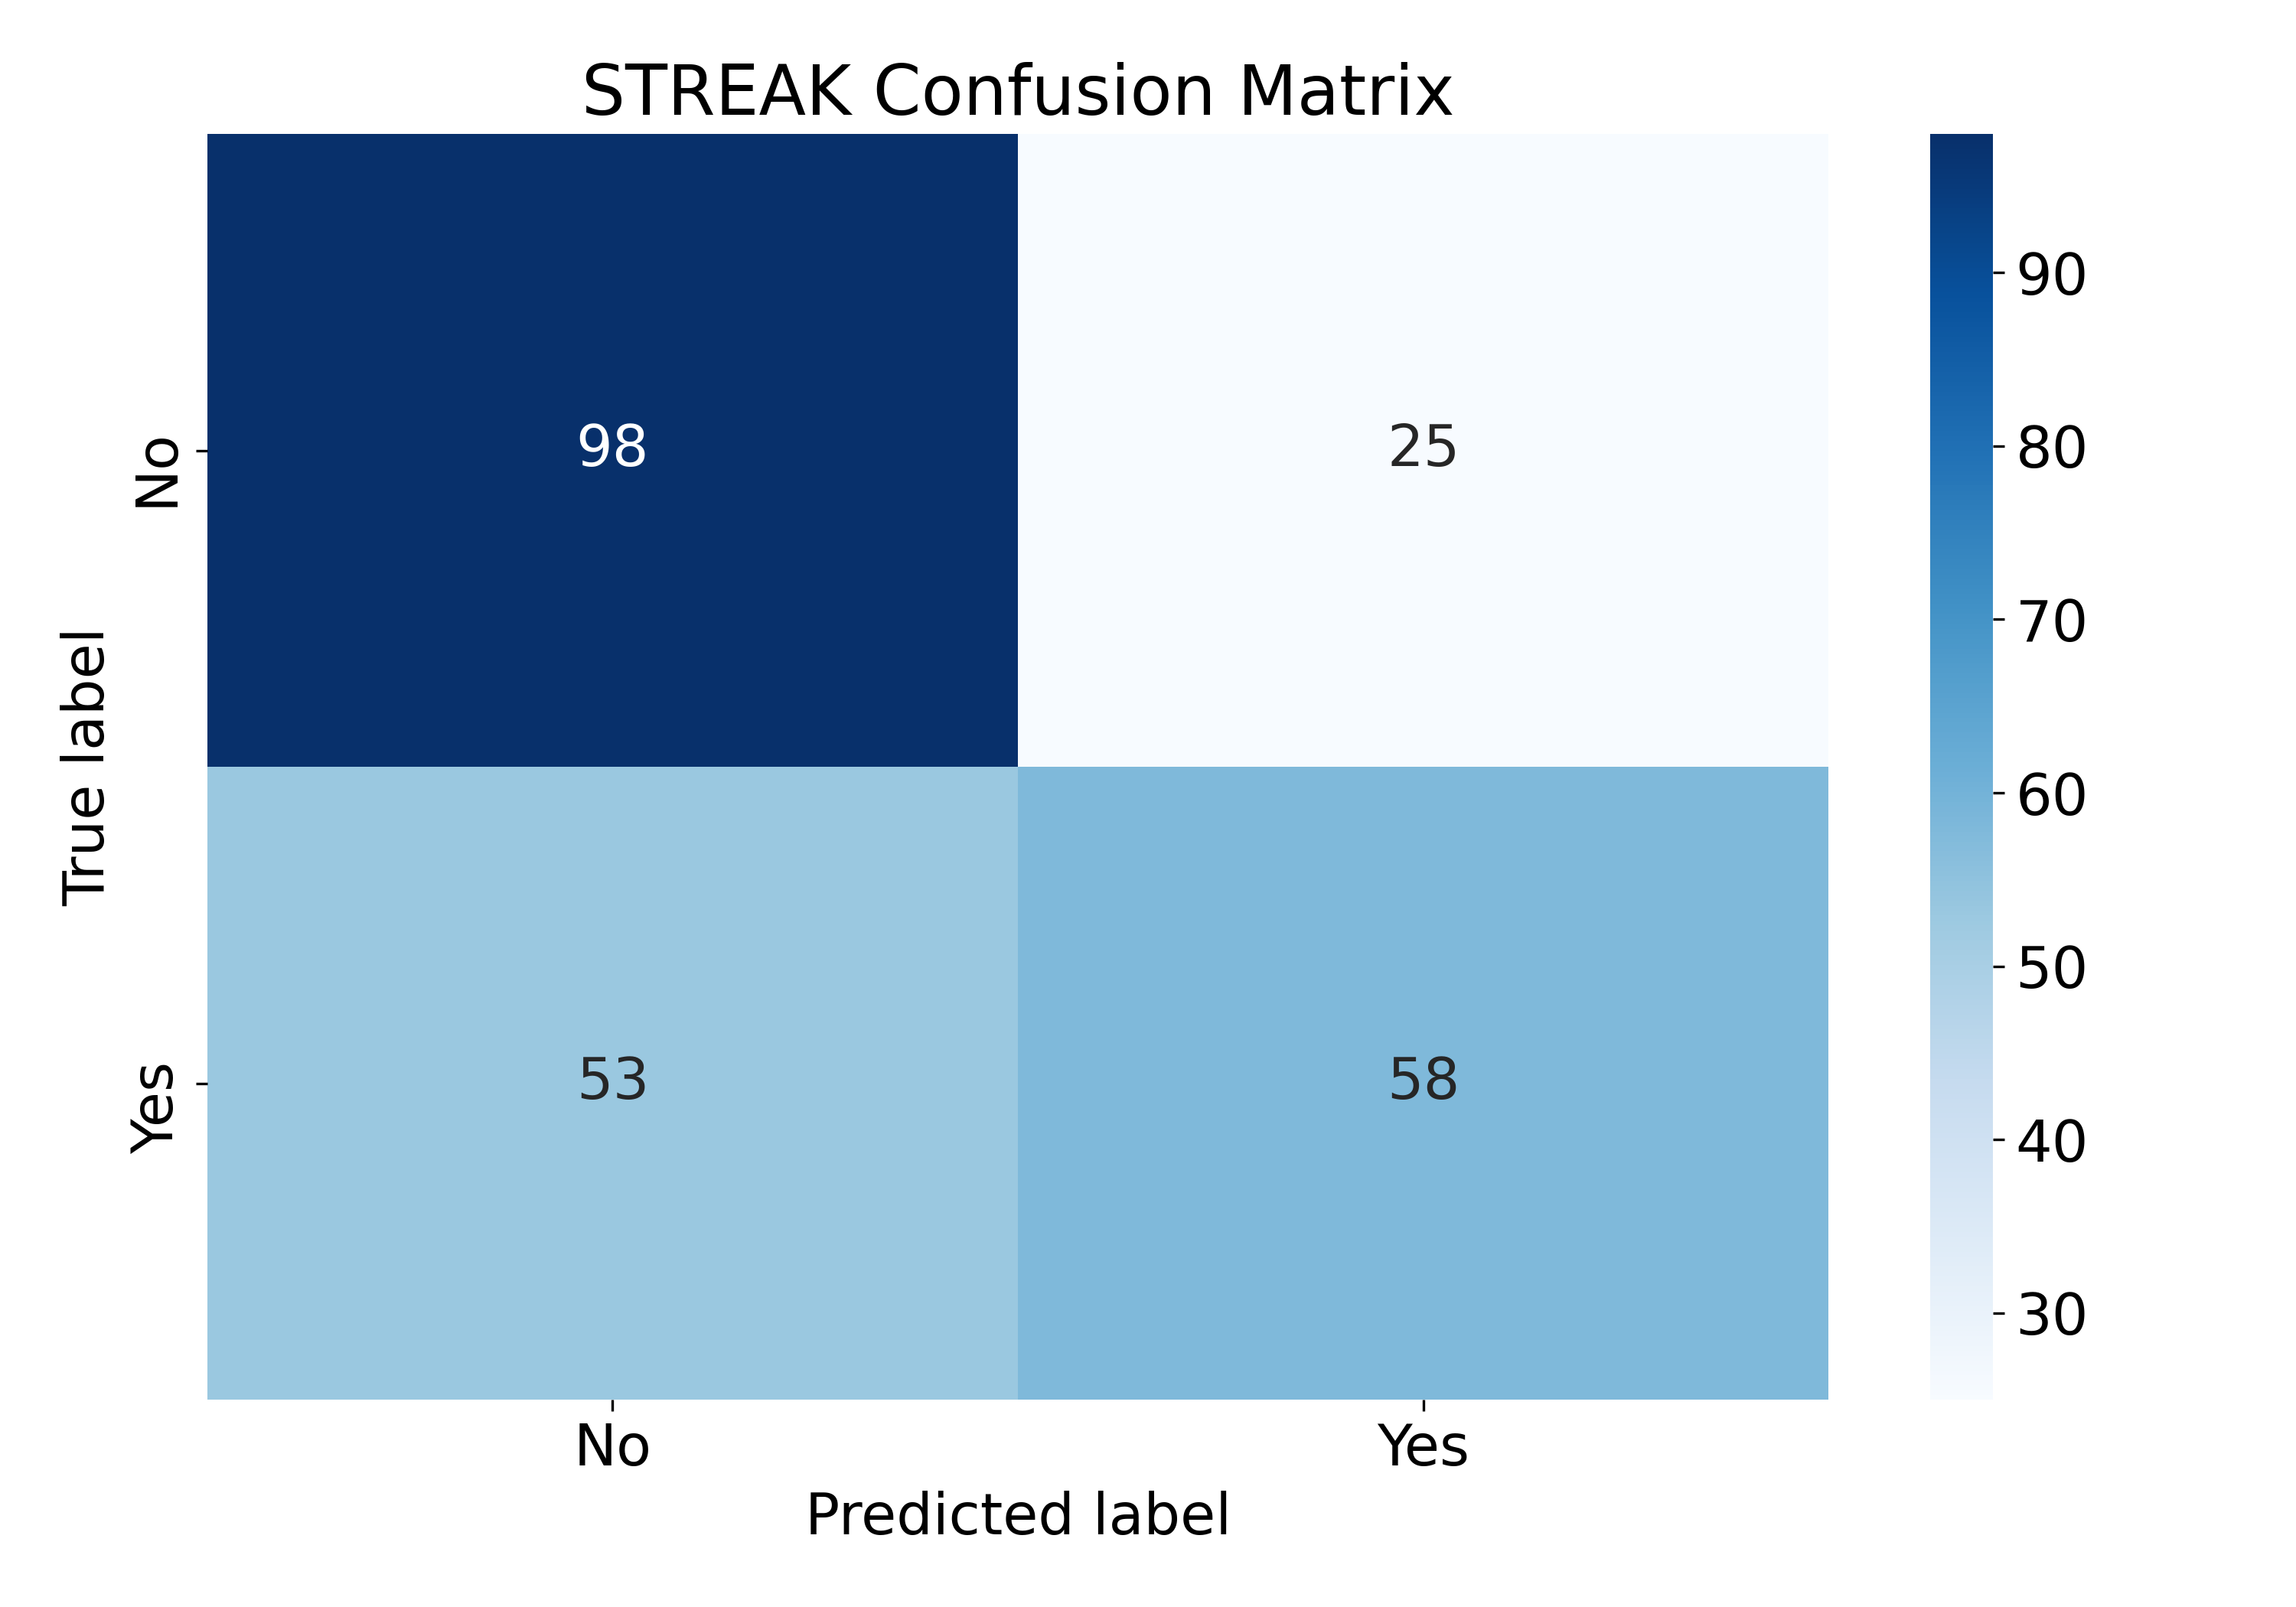 STREAK Confusion Matrix
True label
No
98
25
Yes
53
58
No
Yes
Predicted label
90
80
70
60
50
40
30